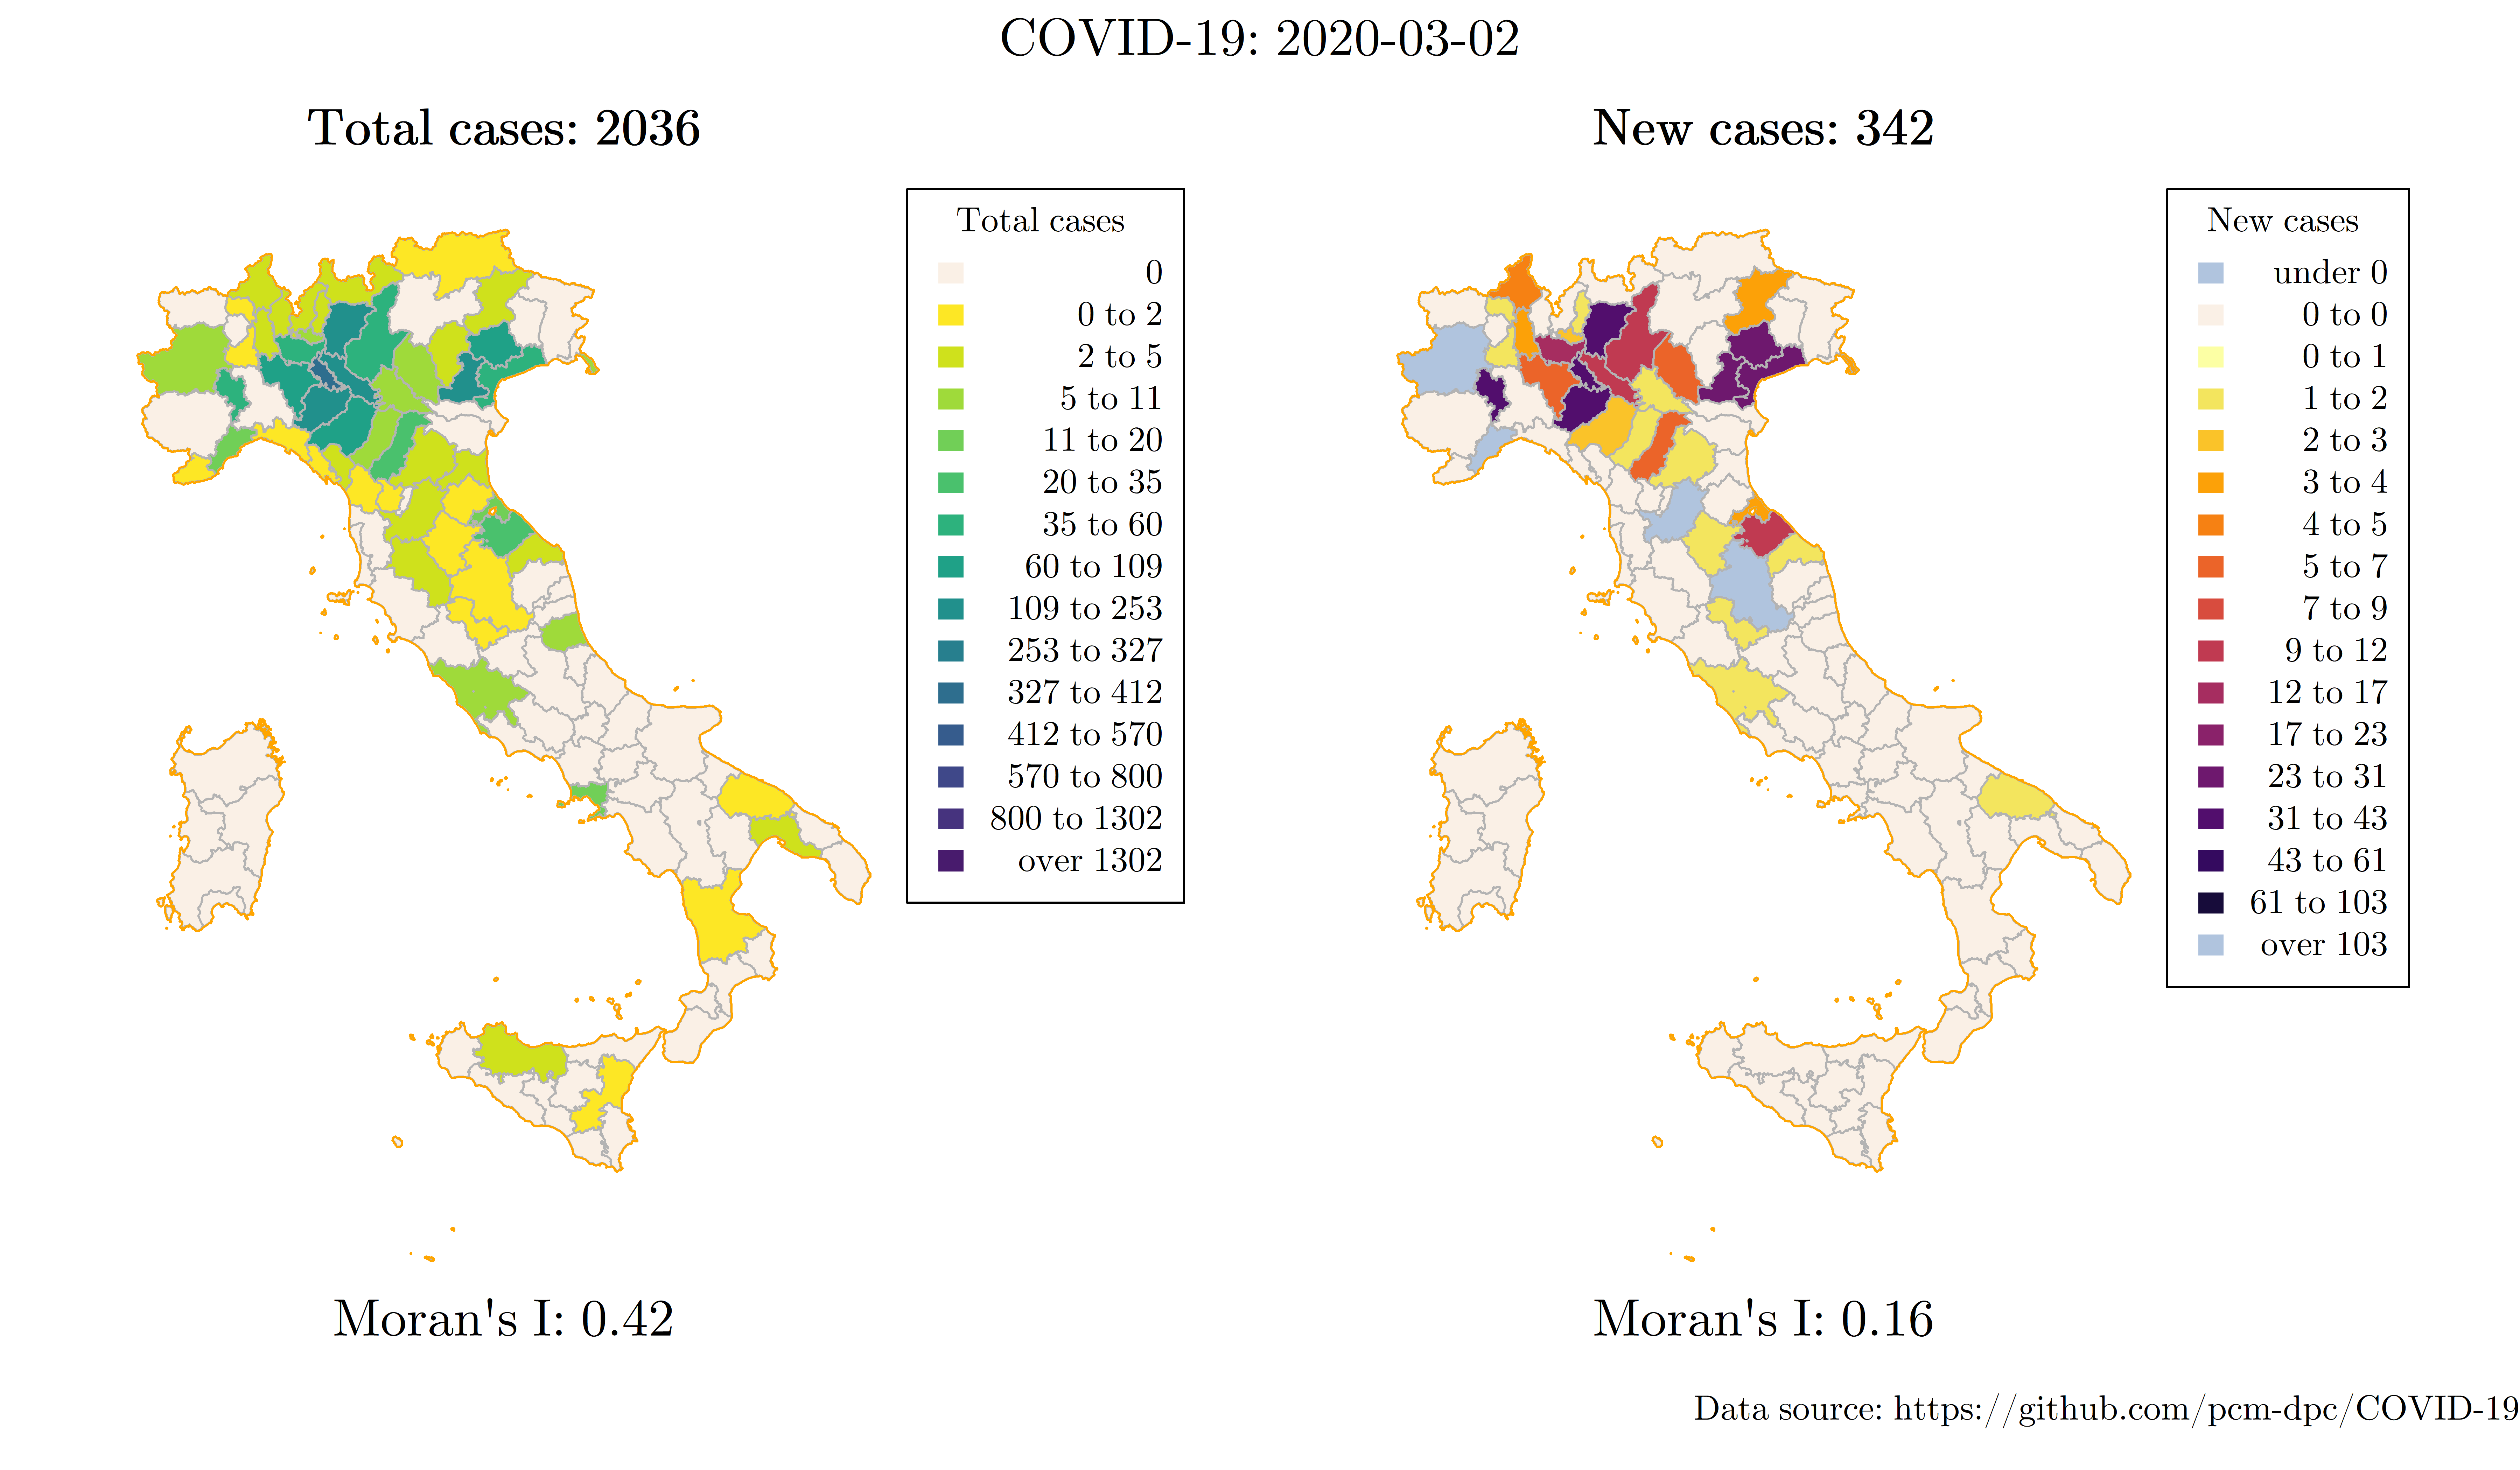 COVID-19: 2020-03-02
Total cases: 2036
Total cases
0
0 to 2
2 to 5
5 to 11
11 to 20
20 to 35
35 to 60
60 to 109
109 to 253
253 to 327
327 to 412
412 to 570
570 to 800
800 to 1302
over 1302
Moran's I: 0.42
New cases: 342
New cases
under 0
0 to 0
0 to 1
1 to 2
2 to 3
3 to 4
4 to 5
5 to 7
7 to 9
9 to 12
12 to 17
17 to 23
23 to 31
31 to 43
43 to 61
61 to 103
over 103
Moran's I: 0.16
Data source: https://github.com/pcm-dpc/COVID-19